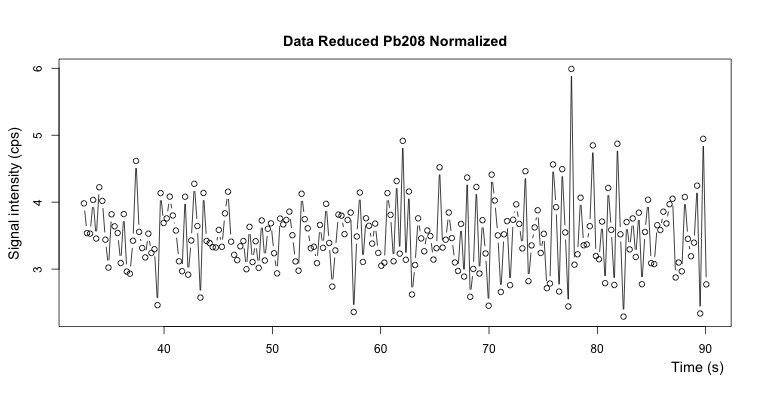 Data Reduced Pb208 Normalized
Signal intensity (cps)
6
5
4
3
40 50 60 70 80 90
Time (s)